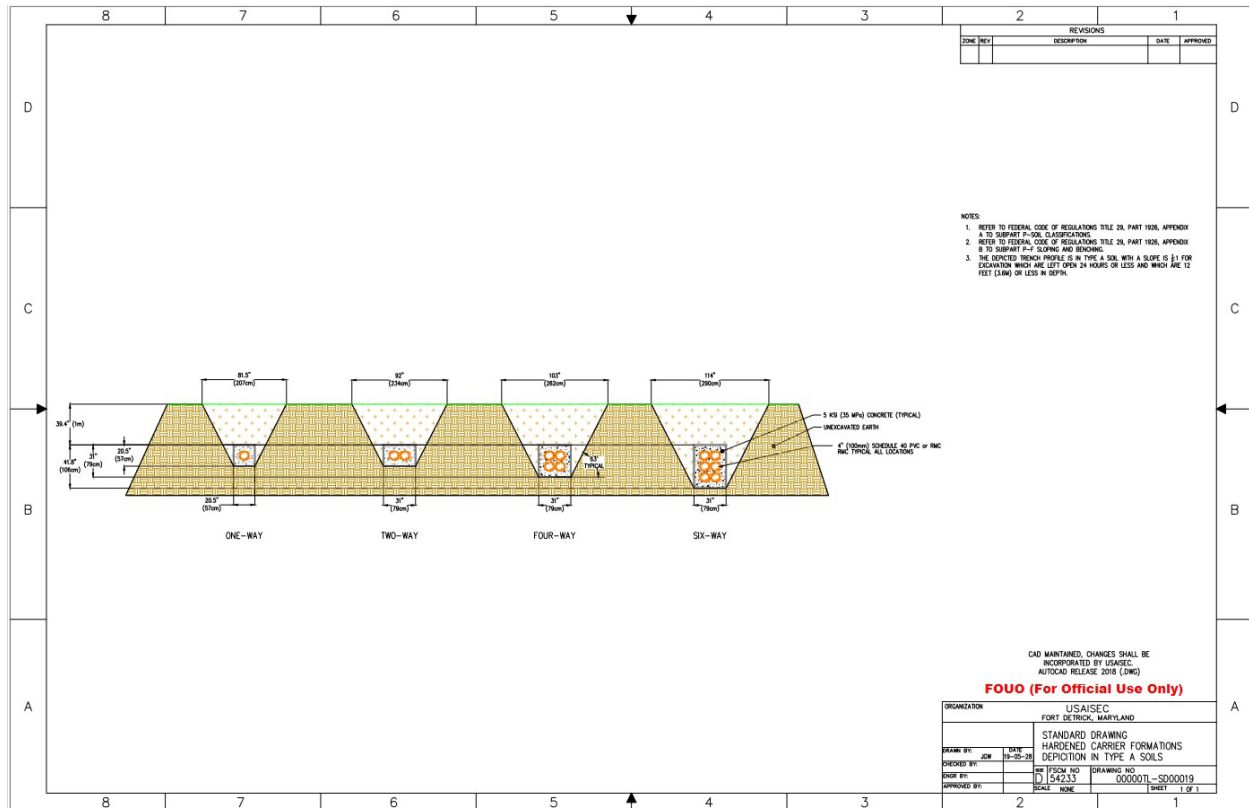 8 7 6 5 4 3 2 1
REVISIONS
ZONE REV DESCRIPTION DATE APPROVED
D D
NOTES:
1. REFER TO FEDERAL CODE OF REGULATIONS TITLE 29, PART 1926, APPENDIX
A TO SUBPART P-SOIL CLASSIFICATIONS.
2. REFER TO FEDERAL CODE OF REGULATIONS TITLE 29, PART 1926, APPENDIX
B TO SUBPART P-F SLOPING AND BENCHING.
3. THE DEPICTED TRENCH PROFILE IS IN TYPE A SOIL WITH A SLOPE IS ½:1 FOR
EXCAVATION WHICH ARE LEFT OPEN 24 HOURS OR LESS AND WHICH ARE 12
FEET (3.6M) OR LESS IN DEPTH.
C C
81.5"
(207cm)
92"
(234cm)
103"
(262cm)
114"
(290cm)
39.4" (1m)
41.8"
(106cm)
31"
(79cm)
20.5"
(57cm)
63°
TYPICAL
5 KSI (35 MPa) CONCRETE (TYPICAL)
UNEXCAVATED EARTH
4" (100mm) SCHEDULE 40 PVC or RMC
RMC TYPICAL ALL LOCATIONS
20.5"
(57cm)
31"
(79cm)
31"
(79cm)
31"
(79cm)
B B
ONE-WAY
TWO-WAY
FOUR-WAY
SIX-WAY
CAD MAINTAINED, CHANGES SHALL BE
INCORPORATED BY USAISEC.
AUTOCAD RELEASE 2018 (.DWG)
FOUO (For Official Use Only)
A A
ORGANIZATION
USAISEC
FORT DETRICK, MARYLAND
STANDARD DRAWING
HARDENED CARRIER FORMATIONS
DEPICITION IN TYPE A SOILS
DRAWN BY: JGW
DATE
19-05-28
CHECKED BY:
ENGR BY:
APPROVED BY:
SIZE
D
FSCM NO
54233
DRAWING NO
00000TL-SD00019
SCALE NONE
SHEET 1 OF 1
8 7 6 5 4 3 2 1